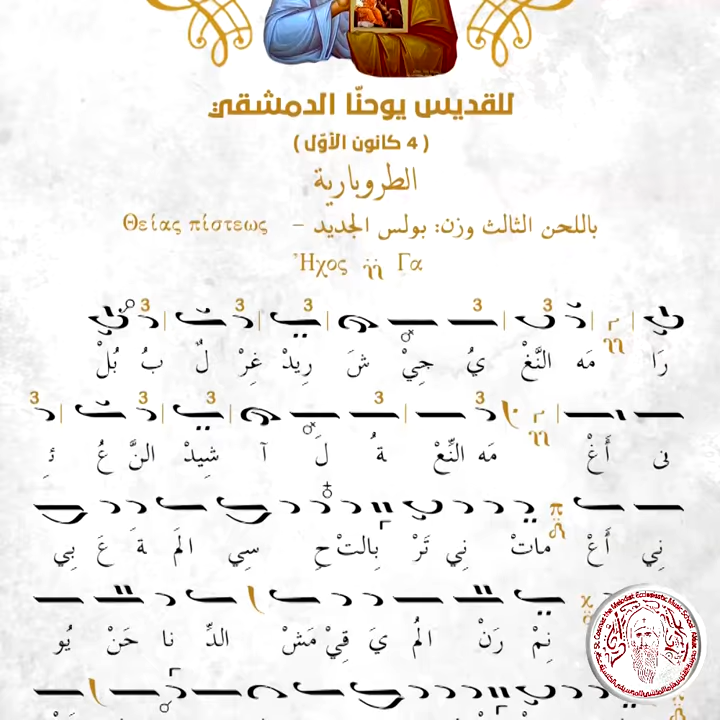 للقديس يوحنّا الدمشقي
( 4 كانون الأوّل )
الطروبارية
باللحن الثالث وزن: بولس الجديد – Θείας πίστεως
Ἦχος Γα
بُلْ بُ لٌ غِرْ رِيدْ شَ جِيْ يُ النَّغْ مَه رَا
ئِـ عُ النَّ شِيدْ آ لَ ةُ النِّعْ مَه أَغْ نى
بِي عَ ةَ المَ سِي حِ بِالتْ تَرْ نِي ماتْ أَعْ نِي
يُو حَنْ نا الدِّ مَشْ قِيْ يَ المُ رَنْ نِمْ